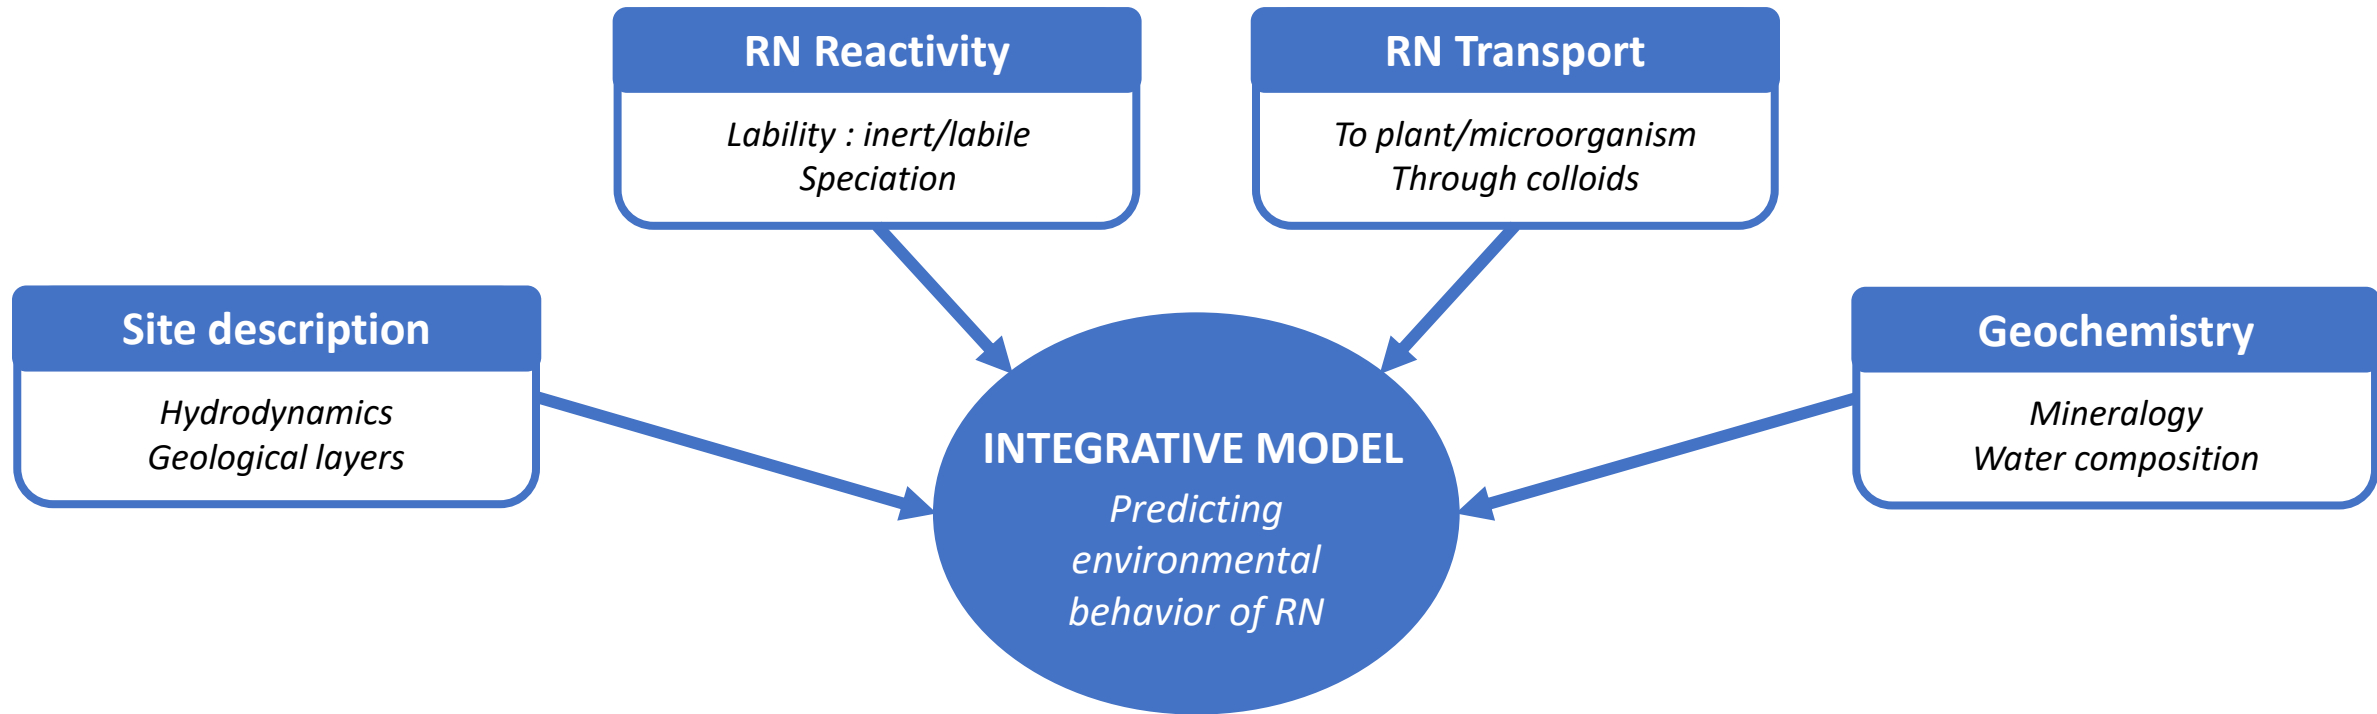 RN Reactivity
Lability : inert/labile
Speciation
RN Transport
To plant/microorganism
Through colloids
Site description
Hydrodynamics
Geological layers
Geochemistry
Mineralogy
Water composition
INTEGRATIVE MODEL
Predicting
environmental
behavior of RN